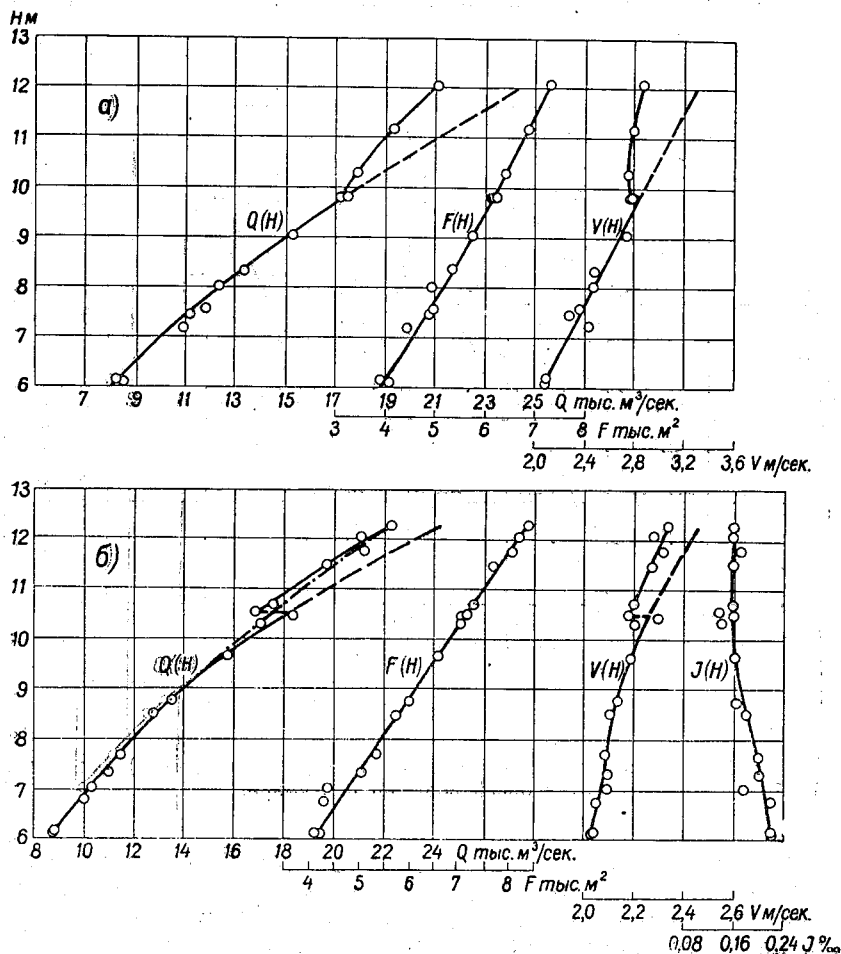 Hм
13
12
а)
11
10
9
8
7
6
Q(H)
F(H)
V(H)
7 9 11 13 15 17 19 21 23 25 Q тыс. м³/сек.
3 4 5 6 7 8 F тыс. м²
2,0 2,4 2,8 3,2 3,6 V м/сек.
13
12
б)
11
10
9
8
7
6
Q(H)
F(H)
V(H)
J(H)
8 10 12 14 16 18 20 22 24 Q тыс. м³/сек.
4 5 6 7 8 F тыс. м²
2,0 2,2 2,4 2,6 V м/сек.
0,08 0,16 0,24 J ‰